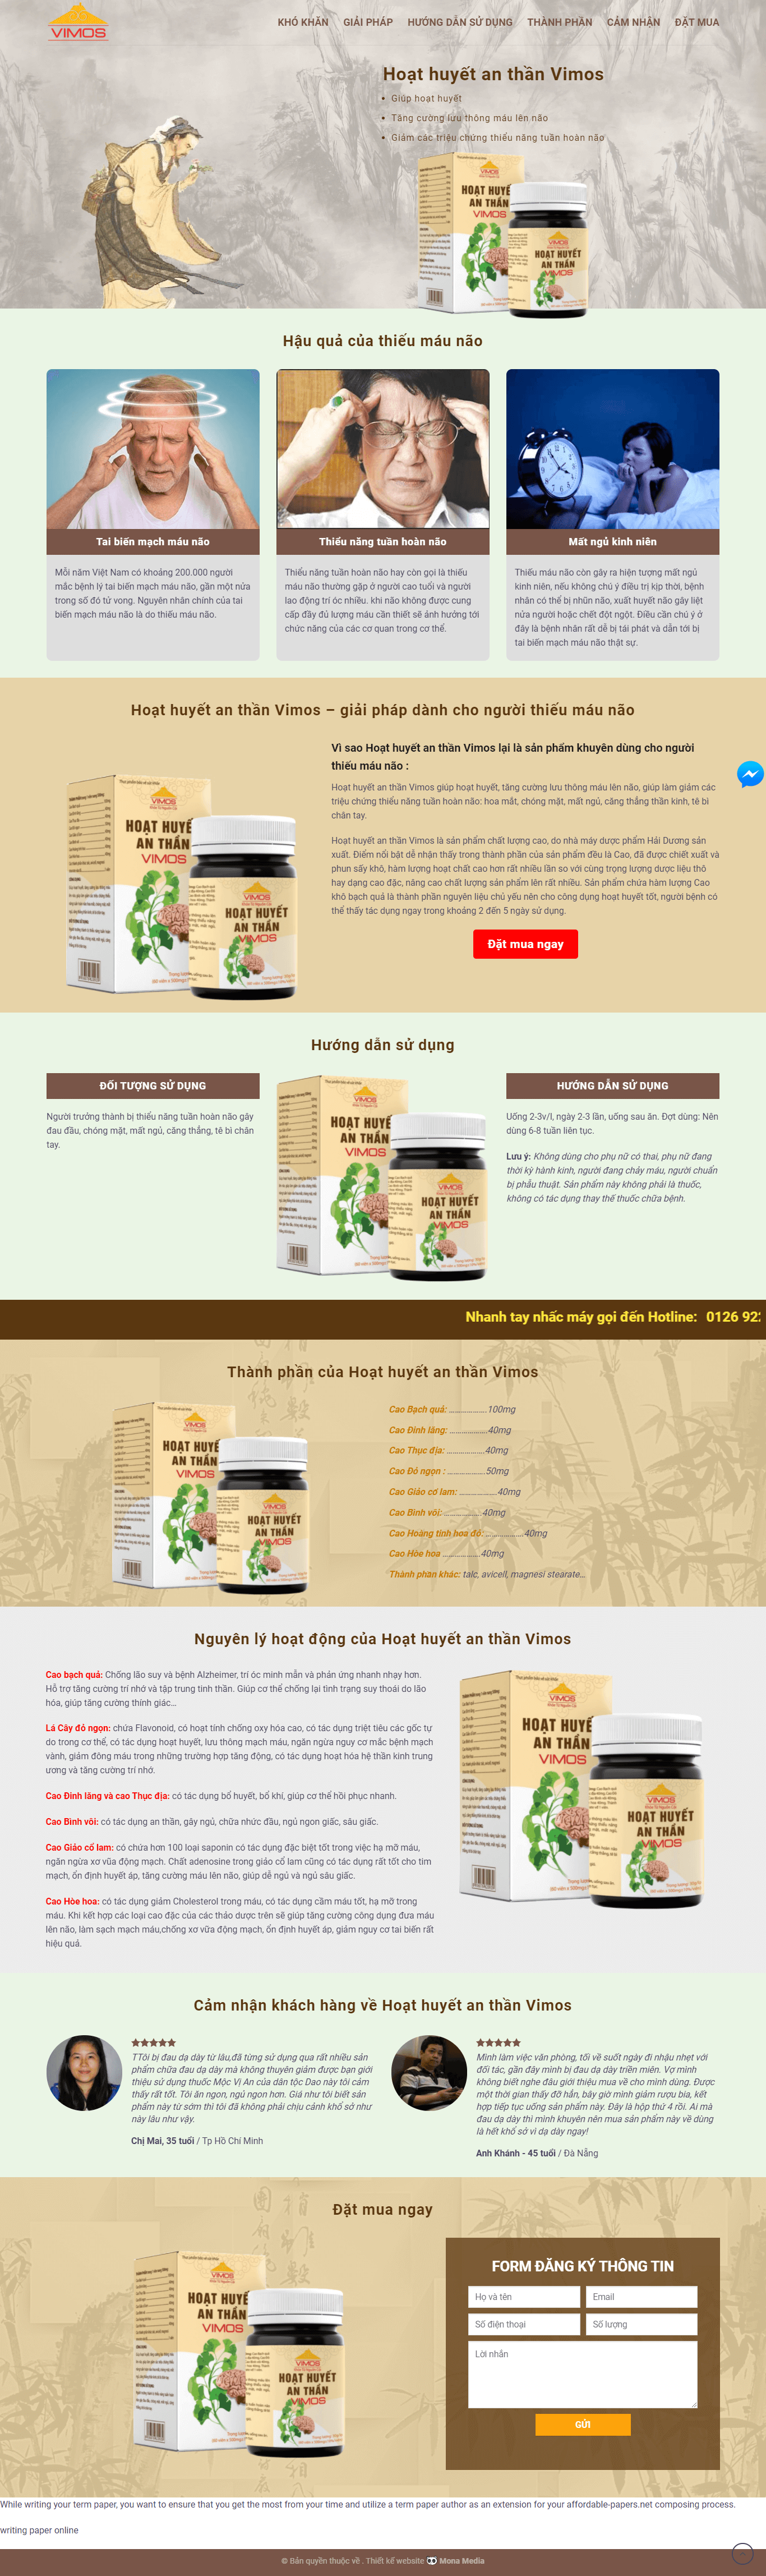 VIMOS
KHÓ KHĂN GIẢI PHÁP HƯỚNG DẪN SỬ DỤNG THÀNH PHẦN CẢM NHẬN ĐẶT MUA
Hoạt huyết an thần Vimos
Giúp hoạt huyết
Tăng cường lưu thông máu lên não
Giảm các triệu chứng thiếu năng tuần hoàn não
HOẠT HUYẾT
AN THẦN
VIMOS
Hậu quả của thiếu máu não
Tai biến mạch máu não
Mỗi năm Việt Nam có khoảng 200.000 người
mắc bệnh lý tai biến mạch máu não, gần một nửa
trong số đó tử vong. Nguyên nhân chính của tai
biến mạch máu não là do thiếu máu não.
Thiếu năng tuần hoàn não
Thiếu năng tuần hoàn não hay còn gọi là thiếu
máu não thường gặp ở người cao tuổi và người
lao động trí óc nhiều. khi não không được cung
cấp đầy đủ lượng máu cần thiết sẽ ảnh hưởng tới
chức năng của các cơ quan trong cơ thể.
Mất ngủ kinh niên
Thiếu máu não còn gây ra hiện tượng mất ngủ
kinh niên, nếu không chú ý điều trị kịp thời, bệnh
nhân có thể bị nhũn não, xuất huyết não gây liệt
nửa người hoặc chết đột ngột. Điều cần chú ý ở
đây là bệnh nhân rất dễ bị tái phát và dẫn tới bị
tai biến mạch máu não thật sự.
Hoạt huyết an thần Vimos – giải pháp dành cho người thiếu máu não
Vì sao Hoạt huyết an thần Vimos lại là sản phẩm khuyên dùng cho người
thiếu máu não :
Hoạt huyết an thần Vimos giúp hoạt huyết, tăng cường lưu thông máu lên não, giúp làm giảm các
triệu chứng thiếu năng tuần hoàn não: hoa mắt, chóng mặt, mất ngủ, căng thẳng thần kinh, tê bì
chân tay.
Hoạt huyết an thần Vimos là sản phẩm chất lượng cao, do nhà máy dược phẩm Hải Dương sản
xuất. Điểm nổi bật dễ nhận thấy trong thành phần của sản phẩm đều là Cao, đã được chiết xuất và
phun sấy khô, hàm lượng hoạt chất cao hơn rất nhiều lần so với cùng trọng lượng dược liệu thô
hay dạng cao đặc, nâng cao chất lượng sản phẩm lên rất nhiều. Sản phẩm chứa hàm lượng Cao
khô bạch quả là thành phần nguyên liệu chủ yếu nên cho công dụng hoạt huyết tốt, người bệnh có
thể thấy tác dụng ngay trong khoảng 2 đến 5 ngày sử dụng.
Đặt mua ngay
Hướng dẫn sử dụng
ĐỐI TƯỢNG SỬ DỤNG
Người trưởng thành bị thiểu năng tuần hoàn não gây
đau đầu, chóng mặt, mất ngủ, căng thẳng, tê bì chân
tay.
HƯỚNG DẪN SỬ DỤNG
Uống 2-3v/l, ngày 2-3 lần, uống sau ăn. Đợt dùng: Nên
dùng 6-8 tuần liên tục.
Lưu ý: Không dùng cho phụ nữ có thai, phụ nữ đang
thời kỳ hành kinh, người đang chảy máu, người chuẩn
bị phẫu thuật. Sản phẩm này không phải là thuốc,
không có tác dụng thay thế thuốc chữa bệnh.
Nhanh tay nhấc máy gọi đến Hotline: 0126 92
Thành phần của Hoạt huyết an thần Vimos
Cao Bạch quả: ..................100mg
Cao Đinh lăng: ..................40mg
Cao Thục địa: ..................40mg
Cao Đỏ ngọn : ..................50mg
Cao Giảo cổ lam: ..................40mg
Cao Bình vôi: ..................40mg
Cao Hoàng tinh hoa đỏ: ..................40mg
Cao Hòe hoa ..................40mg
Thành phần khác: talc, avicell, magnesi stearate...
Nguyên lý hoạt động của Hoạt huyết an thần Vimos
Cao bạch quả: Chống lão suy và bệnh Alzheimer, trí óc minh mẫn và phản ứng nhanh nhạy hơn.
Hỗ trợ tăng cường trí nhớ và tập trung tinh thần. Giúp cơ thể chống lại tình trạng suy thoái do lão
hóa, giúp tăng cường thính giác...
Lá Cây đỏ ngọn: chứa Flavonoid, có hoạt tính chống oxy hóa cao, có tác dụng triệt tiêu các gốc tự
do trong cơ thể, có tác dụng hoạt huyết, lưu thông mạch máu, ngăn ngừa nguy cơ mắc bệnh mạch
vành, giảm đông máu trong những trường hợp tăng động, có tác dụng hoạt hóa hệ thần kinh trung
ương và tăng cường trí nhớ.
Cao Đinh lăng và cao Thục địa: có tác dụng bổ huyết, bổ khí, giúp cơ thể hồi phục nhanh.
Cao Bình vôi: có tác dụng an thần, gây ngủ, chữa nhức đầu, ngủ ngon giấc, sâu giấc.
Cao Giảo cổ lam: có chứa hơn 100 loại saponin có tác dụng đặc biệt tốt trong việc hạ mỡ máu,
ngăn ngừa xơ vữa động mạch. Chất adenosine trong giảo cổ lam cũng có tác dụng rất tốt cho tim
mạch, ổn định huyết áp, tăng cường máu lên não, giúp dễ ngủ và ngủ sâu giấc.
Cao Hòe hoa: có tác dụng giảm Cholesterol trong máu, có tác dụng cầm máu tốt, hạ mỡ trong
máu. Khi kết hợp các loại cao đặc của các thảo dược trên sẽ giúp tăng cường công dụng đưa máu
lên não, làm sạch mạch máu,chống xơ vữa động mạch, ổn định huyết áp, giảm nguy cơ tai biến rất
hiệu quả.
Cảm nhận khách hàng về Hoạt huyết an thần Vimos
TTôi bị đau dạ dày từ lâu,đã từng sử dụng qua rất nhiều sản
phẩm chữa đau dạ dày mà không thuyên giảm được bạn giới
thiệu sử dụng thuốc Mộc Vị An của dân tộc Dao này tôi cảm
thấy rất tốt. Tôi ăn ngon, ngủ ngon hơn. Giá như tôi biết sản
phẩm này từ sớm thì tôi đã không phải chịu cảnh khổ sở như
này lâu như vậy.
Chị Mai, 35 tuổi / Tp Hồ Chí Minh
Mình làm việc văn phòng, tối về suốt ngày đi nhậu nhẹt với
đối tác, gần đây mình bị đau dạ dày triền miên. Vợ mình
không biết nghe đâu giới thiệu mua về cho mình dùng. Được
một thời gian thấy đỡ hẳn, bây giờ mình giảm rượu bia, kết
hợp tiếp tục uống sản phẩm này. Đây là hộp thứ 4 rồi. Ai mà
đau dạ dày thì mình khuyên nên mua sản phẩm này về dùng
là hết khổ sở vì dạ dày ngay!
Anh Khánh - 45 tuổi / Đà Nẵng
Đặt mua ngay
FORM ĐĂNG KÝ THÔNG TIN
Họ và tên Email
Số điện thoại Số lượng
Lời nhắn
GỬI
While writing your term paper, you want to ensure that you get the most from your time and utilize a term paper author as an extension for your affordable-papers.net composing process.
writing paper online
© Bản quyền thuộc về . Thiết kế website Mona Media